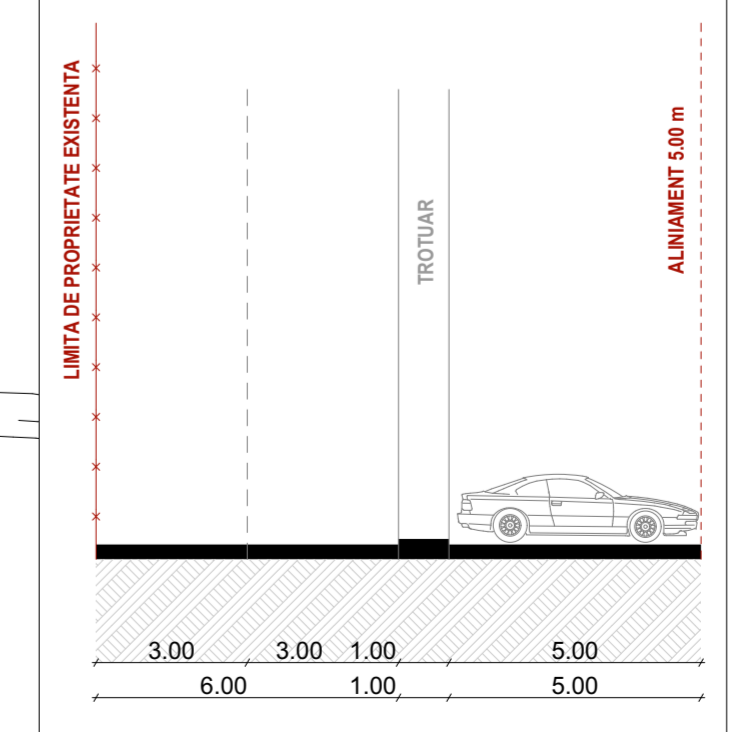 LIMITA DE PROPRIETATE EXISTENTA
TROTUAR
ALINIAMENT 5.00 m
3.00 3.00 1.00 5.00
6.00 1.00 5.00